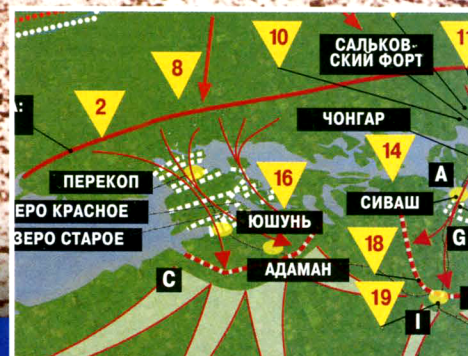 10
11
САЛЬКОВ-
СКИЙ ФОРТ
8
2
А:
ЧОНГАР
14
ПЕРЕКОП
16
А
ЕРО КРАСНОЕ
СИВАШ
ЮШУНЬ
ЗЕРО СТАРОЕ
G
18
АДАМАН
C
19
I